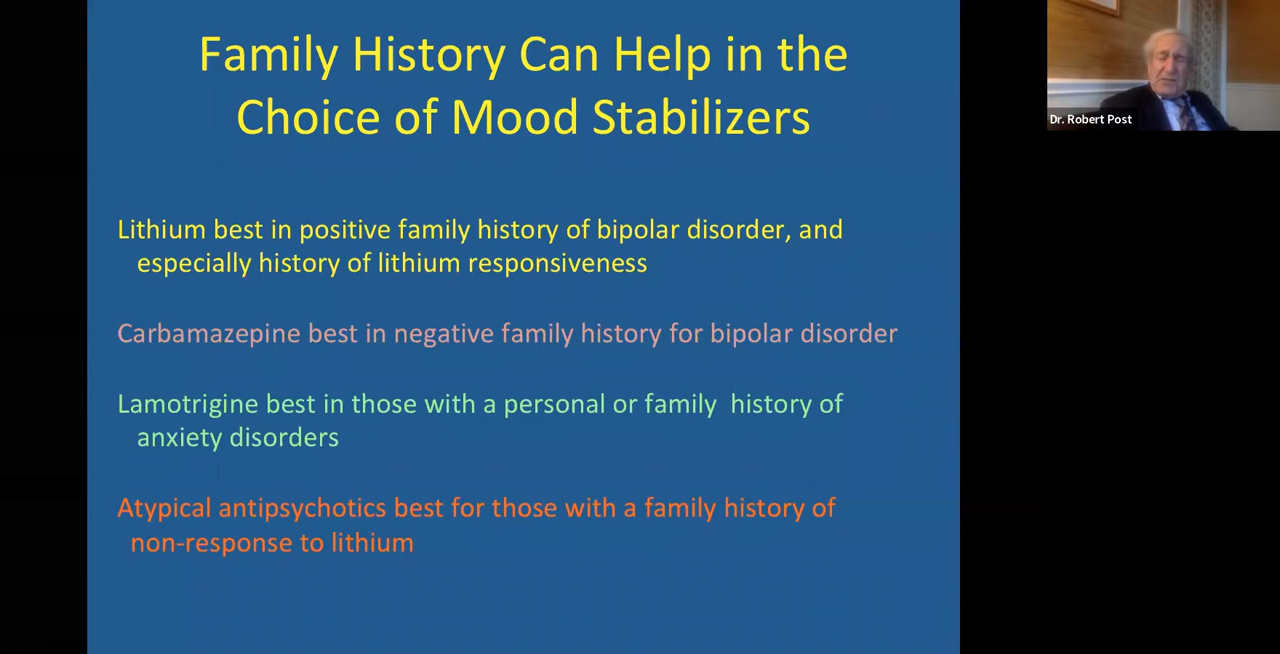 Family History Can Help in the
Choice of Mood Stabilizers
Lithium best in positive family history of bipolar disorder, and
especially history of lithium responsiveness
Carbamazepine best in negative family history for bipolar disorder
Lamotrigine best in those with a personal or family history of
anxiety disorders
Atypical antipsychotics best for those with a family history of
non-response to lithium
Dr. Robert Post